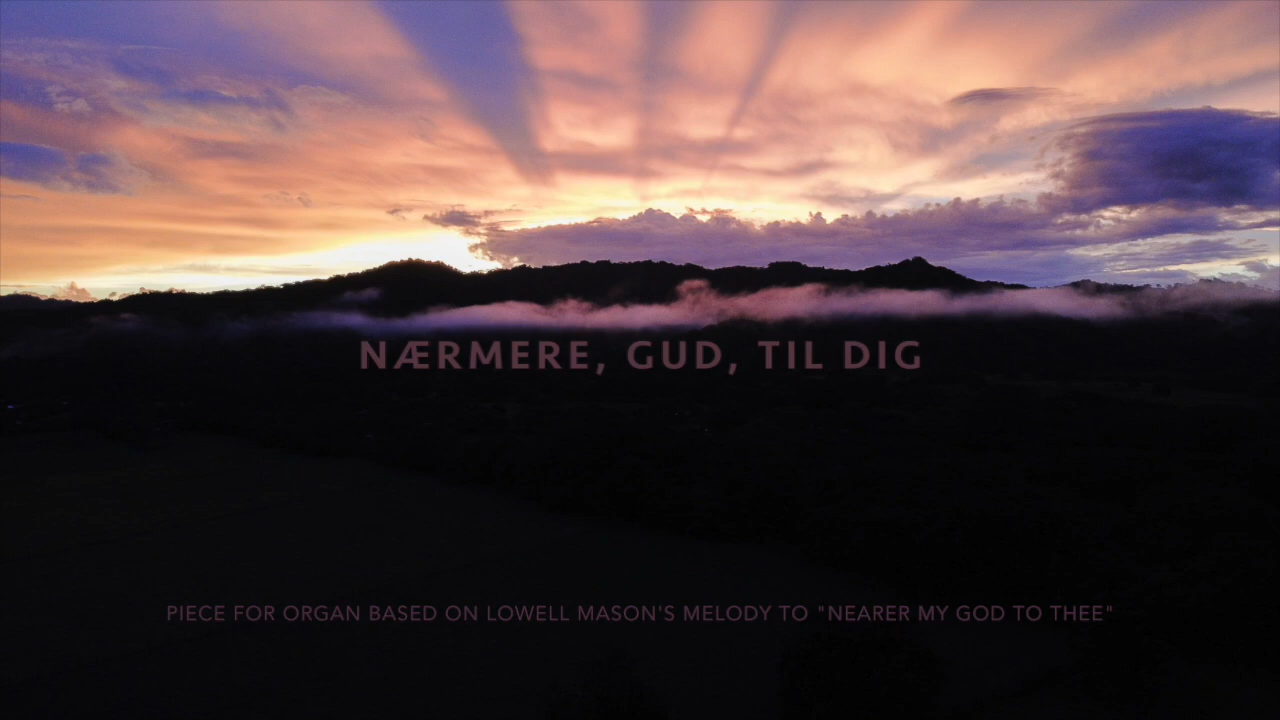 NÆRMERE, GUD, TIL DIG
PIECE FOR ORGAN BASED ON LOWELL MASON'S MELODY TO "NEARER MY GOD TO THEE"